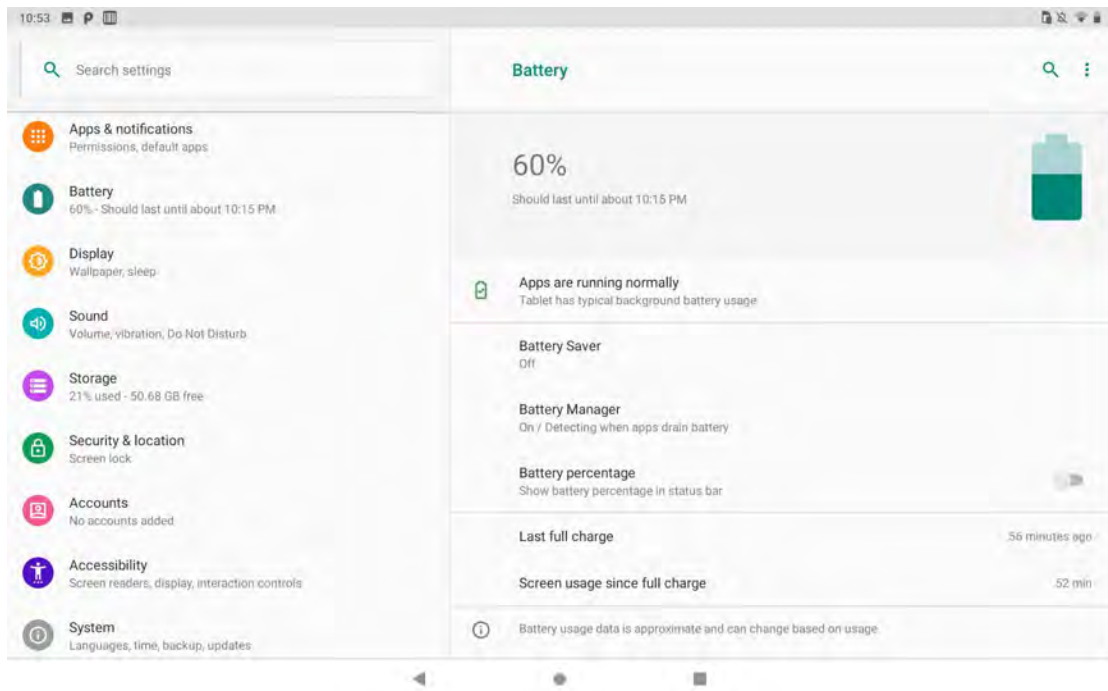 10:53
Search settings
Apps & notifications
Permissions, default apps
Battery
60% - Should last until about 10:15 PM
Display
Wallpaper, sleep
Sound
Volume, vibration, Do Not Disturb
Storage
21% used - 50.68 GB free
Security & location
Screen lock
Accounts
No accounts added
Accessibility
Screen readers, display, interaction controls
System
Languages, time, backup, updates
Battery
60%
Should last until about 10:15 PM
Apps are running normally
Tablet has typical background battery usage
Battery Saver
Off
Battery Manager
On / Detecting when apps drain battery
Battery percentage
Show battery percentage in status bar
Last full charge
56 minutes ago
Screen usage since full charge
52 min
Battery usage data is approximate and can change based on usage